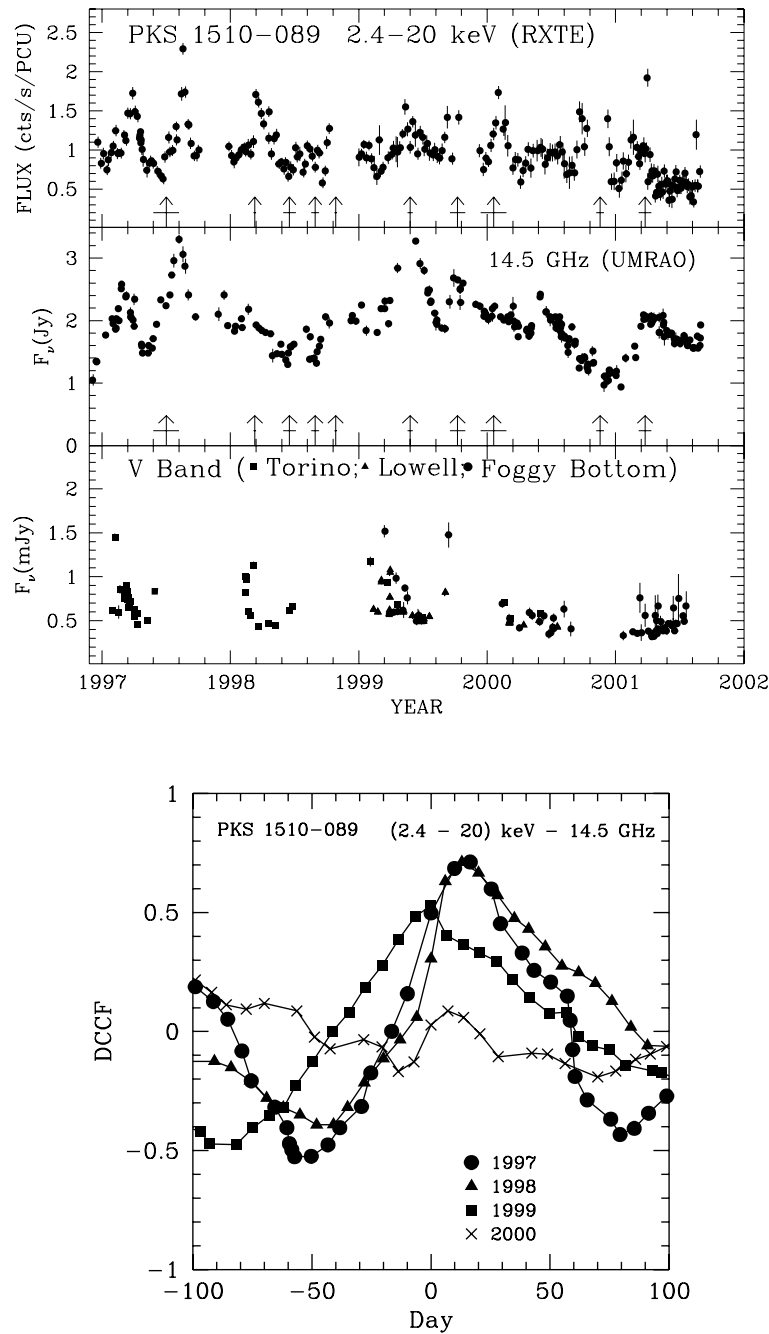 2.5
PKS 1510−089 2.4−20 keV (RXTE)
2
1.5
1
0.5
FLUX (cts/s/PCU)
14.5 GHz (UMRAO)
3
2
1
0
Fν(Jy)
V Band (■ Torino; ▲ Lowell; ● Foggy Bottom)
2
1.5
1
0.5
Fν(mJy)
1997 1998 1999 2000 2001 2002
YEAR
1
PKS 1510−089 (2.4 − 20) keV − 14.5 GHz
0.5
0
DCCF
−0.5
1997
1998
1999
2000
−1
−100 −50 0 50 100
Day